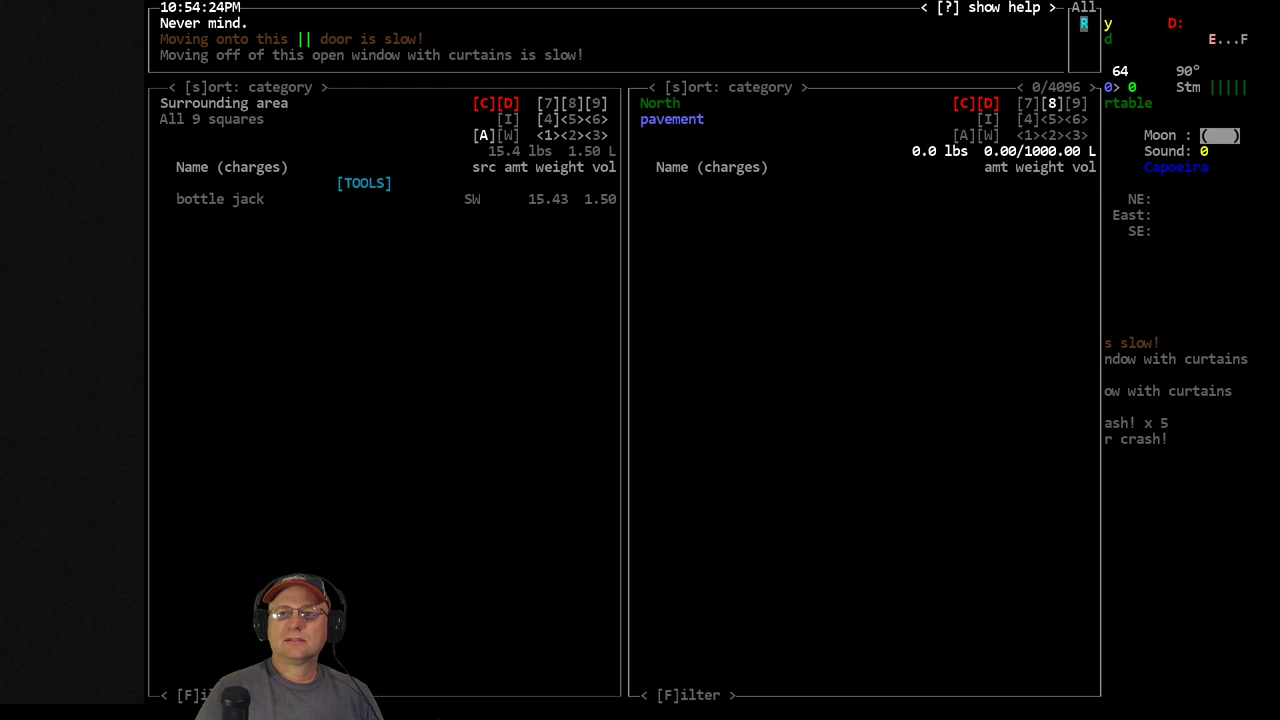 10:54:24PM < [?] show help > All
Never mind. R y D:
Moving onto this || door is slow! d E...F
Moving off of this open window with curtains is slow!
64 90°
< [s]ort: category > < [s]ort: category > < 0/4096 > 0> 0 Stm |||||
Surrounding area [C][D] [7][8][9] North [C][D] [7][8][9] rtable
All 9 squares [I] [4]<5><6> pavement [I] [4]<5><6>
[A][W] <1><2><3> [A][W] <1><2><3> Moon : ( )
15.4 lbs 1.50 L 0.0 lbs 0.00/1000.00 L Sound: 0
Name (charges) src amt weight vol Name (charges) amt weight vol Capoeira
[TOOLS]
bottle jack SW 15.43 1.50 NE:
East:
SE:
s slow!
ndow with curtains
ow with curtains
ash! x 5
r crash!
< [F]il < [F]ilter >